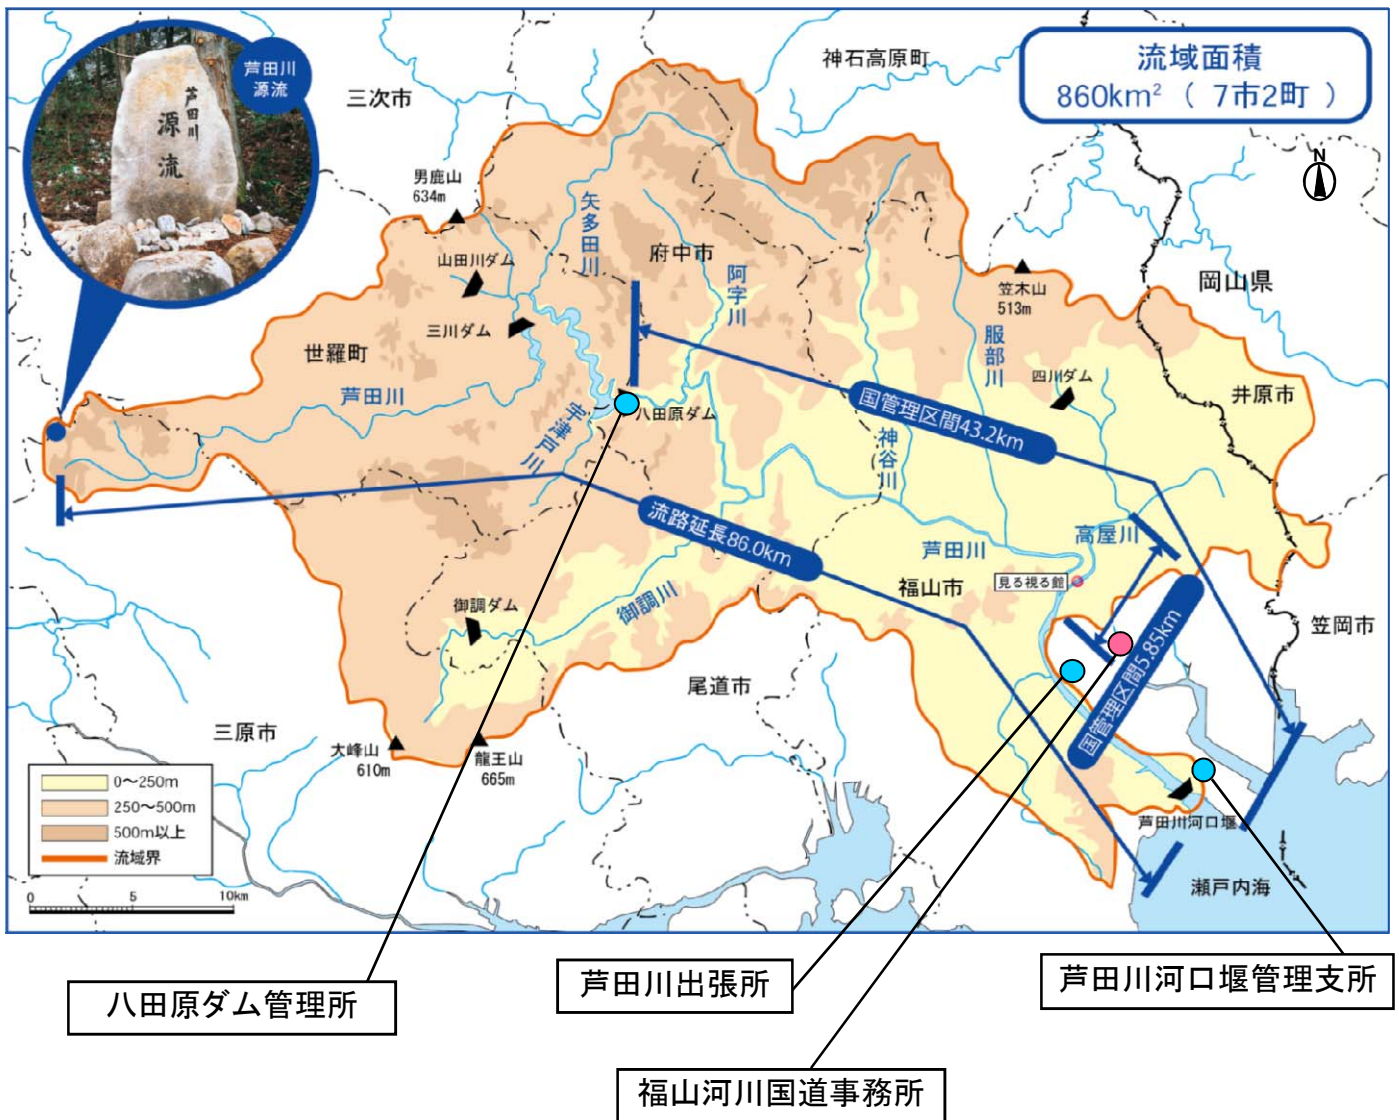 芦田川
源流
芦田川
源流
三次市
神石高原町
流域面積
860km²（ 7市2町 ）
N
男鹿山
634m
矢多田川
府中市
山田川ダム
阿字川
笠木山
513m
岡山県
三川ダム
服部川
世羅町
四川ダム
芦田川
国管理区間43.2km
井原市
八田原ダム
宇津戸川
神谷川
流路延長86.0km
高屋川
芦田川
見る視る館
福山市
御調ダム
御調川
笠岡市
国管理区間5.85km
尾道市
三原市
大峰山
610m
龍王山
665m
0〜250m
250〜500m
500m以上
流域界
芦田川河口堰
瀬戸内海
0 5 10km
八田原ダム管理所
芦田川出張所
芦田川河口堰管理支所
福山河川国道事務所